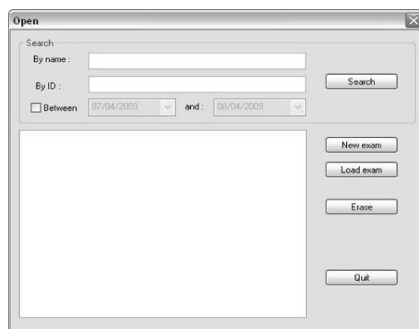 Open
Search
By name :
By ID :
Search
Between 07/04/2009 and : 08/04/2009
New exam
Load exam
Erase
Quit